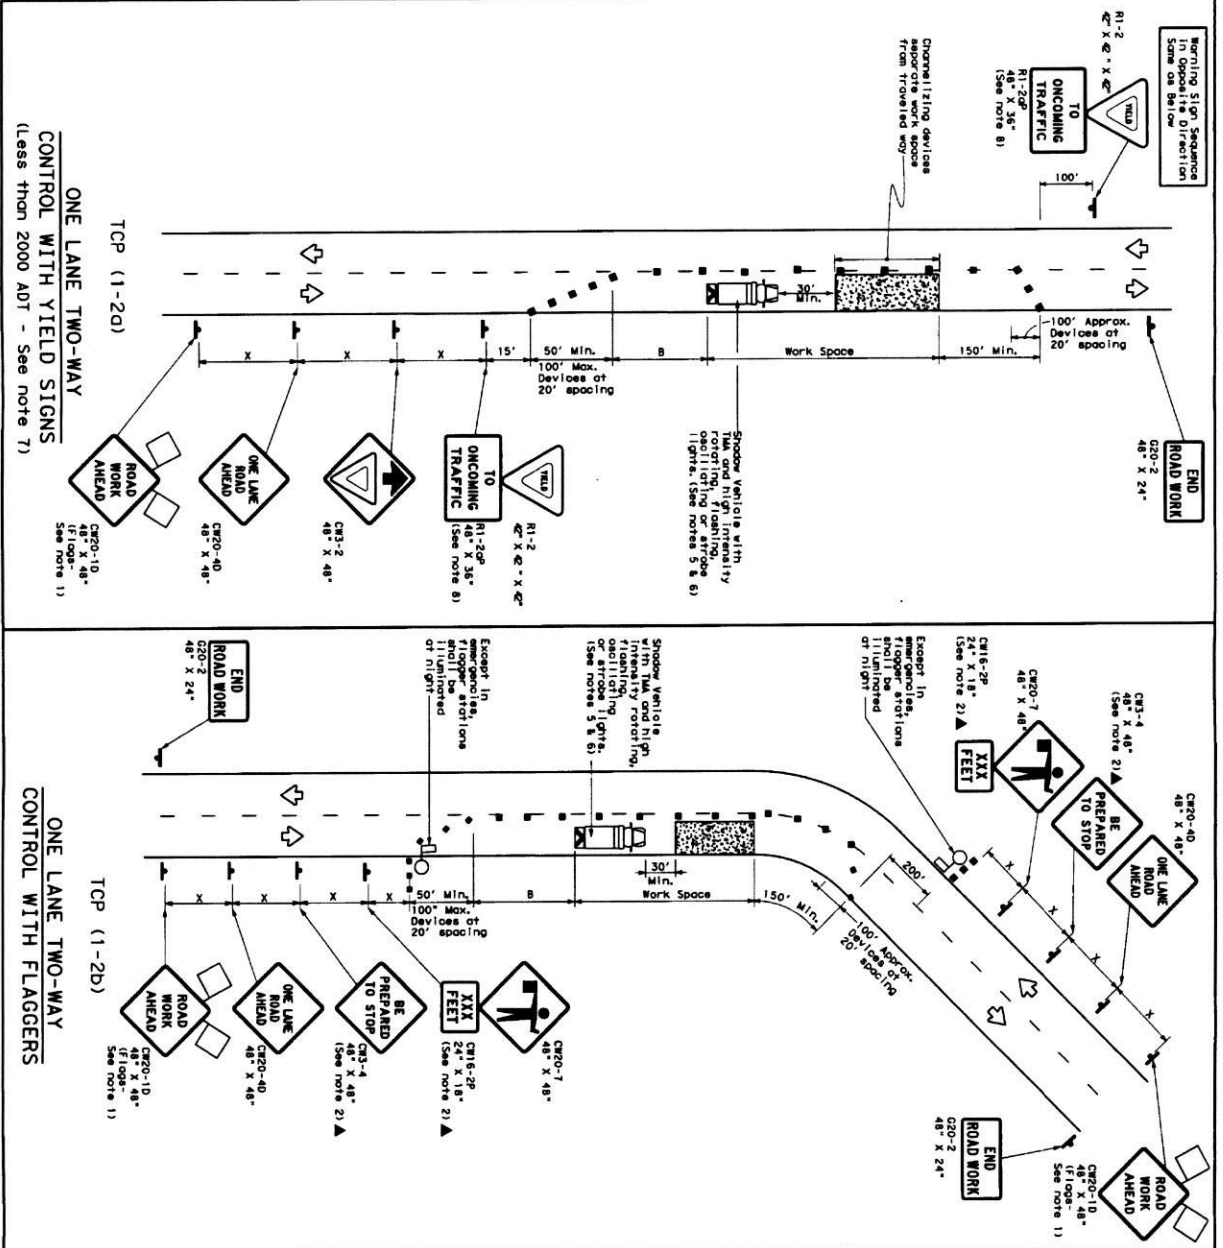 Warning Sign Sequence
in Opposite Direction
Same as Below
R1-2
42" X 42" X 42"
YIELD
TO
ONCOMING
TRAFFIC
R1-2aP
48" X 36"
(See note 8)
100'
Channelizing devices
separate work space
from traveled way
30'
Min.
END
ROAD WORK
G20-2
48" X 24"
100' Approx.
Devices at
20' spacing
150' Min.
Work Space
B
50' Min.
100' Max.
Devices at
20' spacing
15'
X
X
X
Shadow Vehicle with
TMA and high intensity
rotating, flashing,
oscillating or strobe
lights. (See notes 5 & 6)
YIELD
R1-2
42" X 42" X 42"
TO
ONCOMING
TRAFFIC
R1-2aP
48" X 36"
(See note 8)
CW3-2
48" X 48"
ONE LANE
ROAD
AHEAD
CW20-4D
48" X 48"
ROAD
WORK
AHEAD
CW20-1D
48" X 48"
(Flags-
See note 1)
TCP (1-2a)
ONE LANE TWO-WAY
CONTROL WITH YIELD SIGNS
(Less than 2000 ADT - See note 7)
CW20-4D
48" X 48"
ONE LANE
ROAD
AHEAD
CW3-4
48" X 48"
(See note 2)▲
BE
PREPARED
TO STOP
CW20-7
48" X 48"
CW16-2P
24" X 18"
(See note 2)▲
XXX
FEET
Except in
emergencies,
flagger stations
shall be
illuminated
at night
X
X
X
200'
ROAD
WORK
AHEAD
CW20-1D
48" X 48"
(Flags-
See note 1)
END
ROAD WORK
G20-2
48" X 24"
100' Approx.
Devices at
20' spacing
150' Min.
Work Space
30'
Min.
B
50' Min.
100" Max.
Devices at
20' spacing
X
X
X
X
Shadow Vehicle
with TMA and high
intensity rotating,
flashing,
oscillating
or strobe lights.
(See notes 5 & 6)
Except in
emergencies,
flagger stations
shall be
illuminated
at night
END
ROAD WORK
G20-2
48" X 24"
CW20-7
48" X 48"
XXX
FEET
CW16-2P
24" X 18"
(See note 2)▲
BE
PREPARED
TO STOP
CW3-4
48" X 48"
(See note 2)▲
ONE LANE
ROAD
AHEAD
CW20-4D
48" X 48"
ROAD
WORK
AHEAD
CW20-1D
48" X 48"
(Flags-
See note 1)
TCP (1-2b)
ONE LANE TWO-WAY
CONTROL WITH FLAGGERS